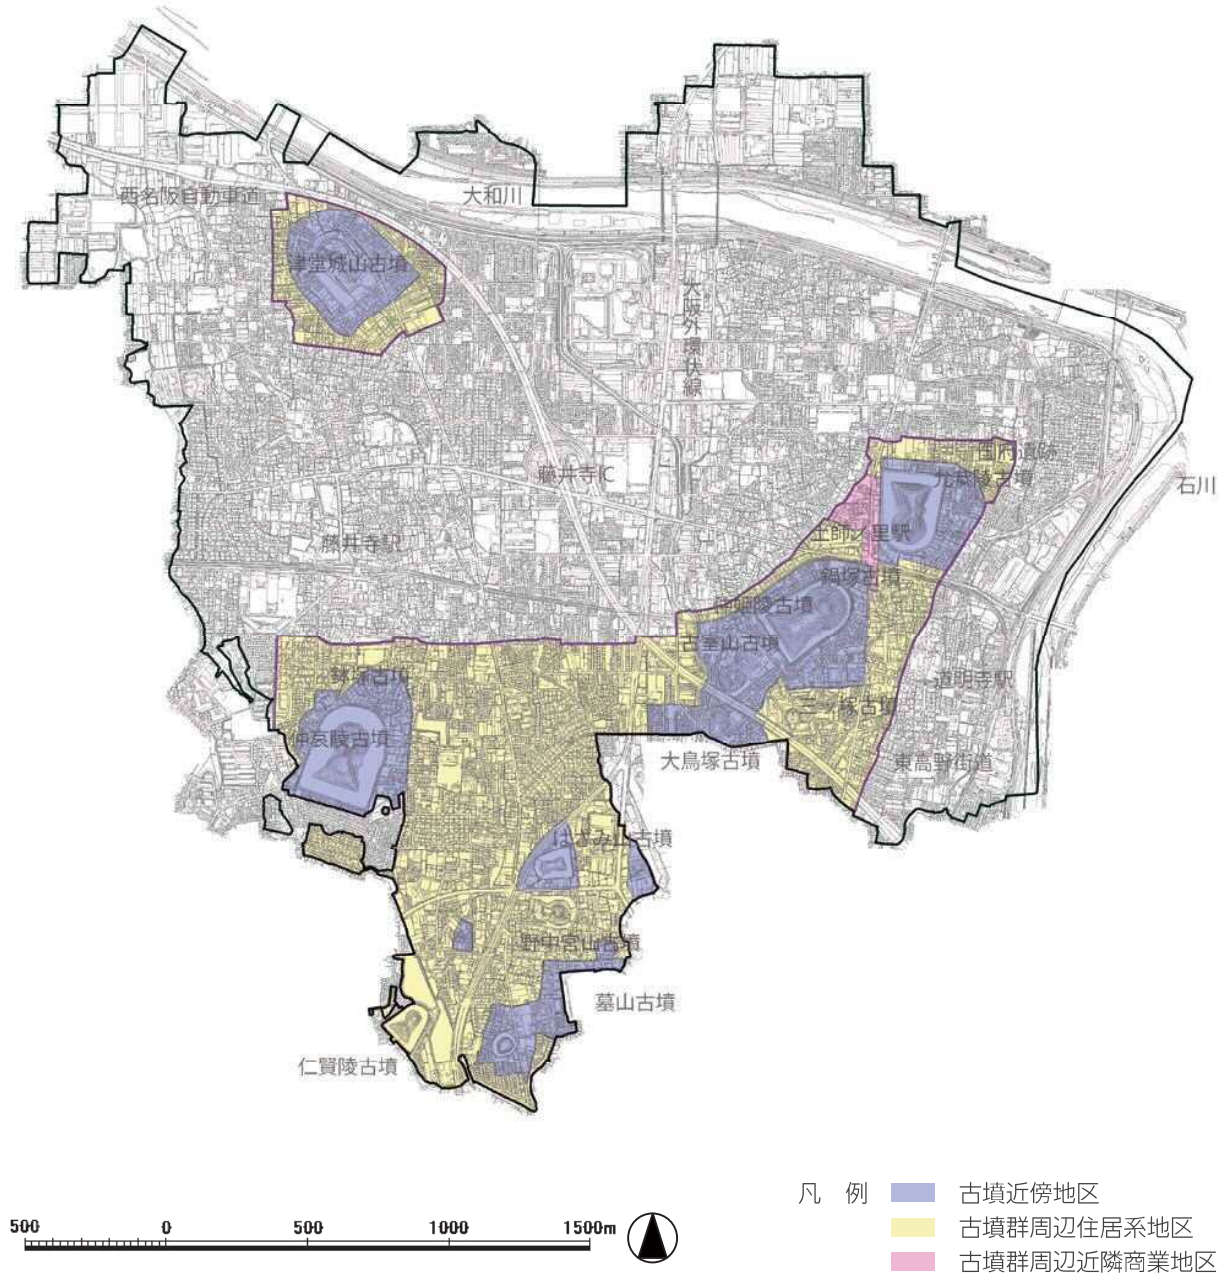 西名阪自動車道
大和川
津堂城山古墳
大阪外環状線
国府遺跡
允恭陵古墳
藤井寺IC
石川
土師ノ里駅
藤井寺駅
鍋塚古墳
仲姫陵古墳
古室山古墳
鉢塚古墳
道明寺駅
三ツ塚古墳
仲哀陵古墳
大鳥塚古墳
東高野街道
はざみ山古墳
野中宮山古墳
墓山古墳
仁賢陵古墳
凡 例
古墳近傍地区
古墳群周辺住居系地区
古墳群周辺近隣商業地区
500 0 500 1000 1500m